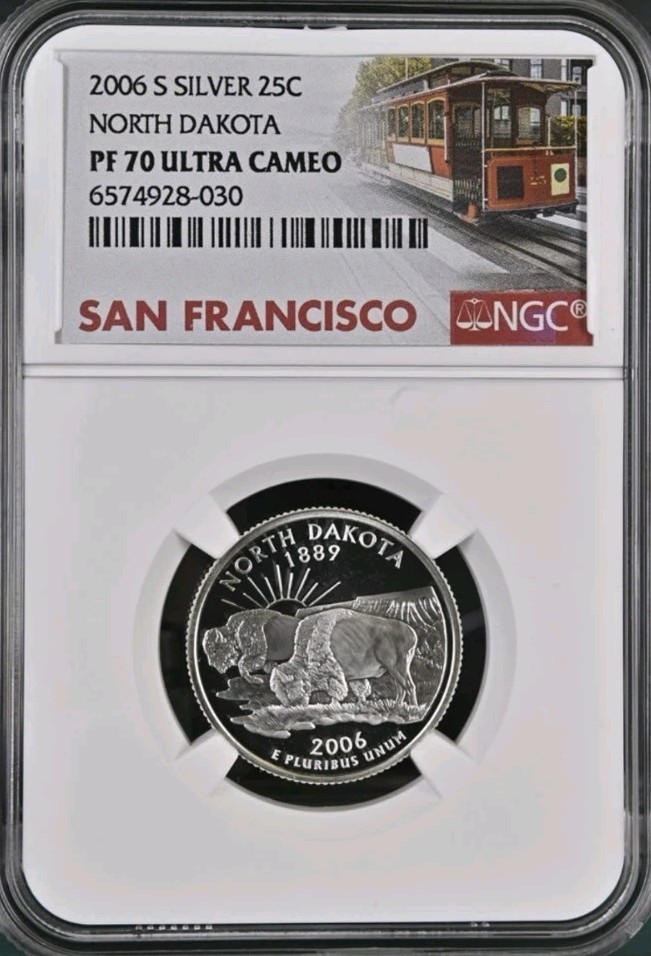 2006 S SILVER 25C
NORTH DAKOTA
PF 70 ULTRA CAMEO
6574928-030
SAN FRANCISCO
NGC®
NORTH DAKOTA
1889
2006
E PLURIBUS UNUM